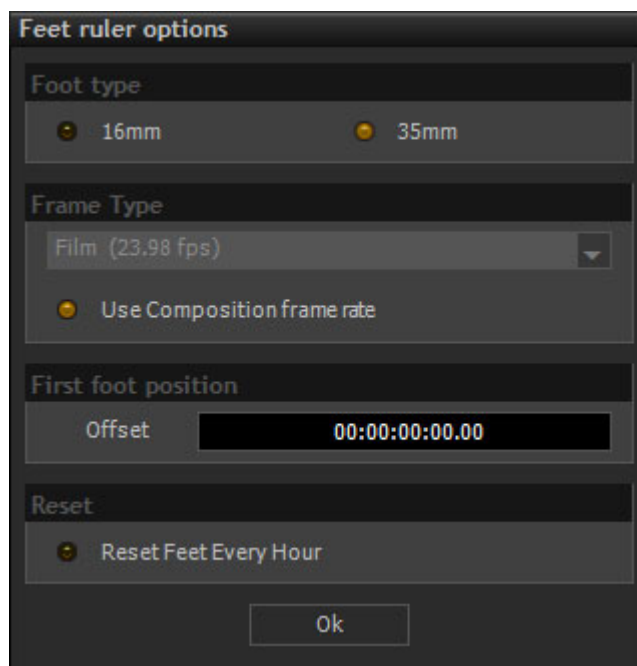 Feet ruler options
Foot type
16mm 35mm
Frame Type
Film (23.98 fps)
Use Composition frame rate
First foot position
Offset 00:00:00:00.00
Reset
Reset Feet Every Hour
Ok